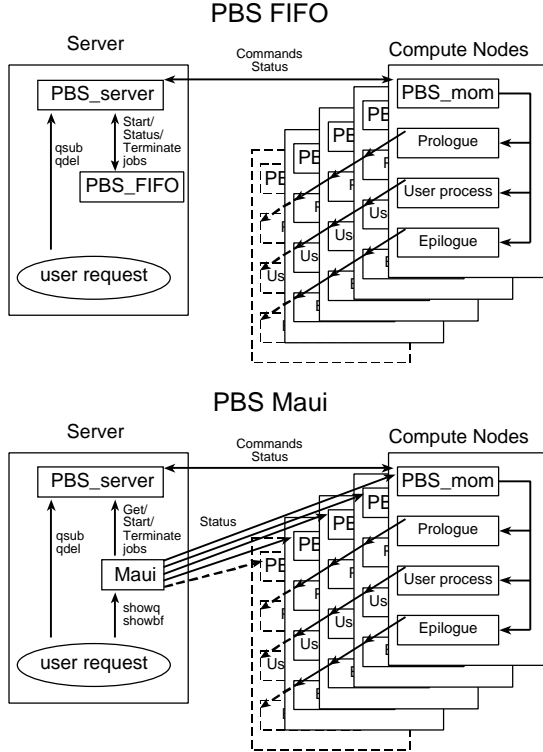 PBS FIFO
Server
Compute Nodes
Commands
Status
PBS_server
PBS_mom
qsub
qdel
Start/
Status/
Terminate
jobs
PBS_FIFO
Prologue
User process
Epilogue
user request
PBS Maui
Server
Compute Nodes
Commands
Status
PBS_server
PBS_mom
qsub
qdel
Get/
Start/
Terminate
jobs
Status
Maui
showq
showbf
Prologue
User process
Epilogue
user request